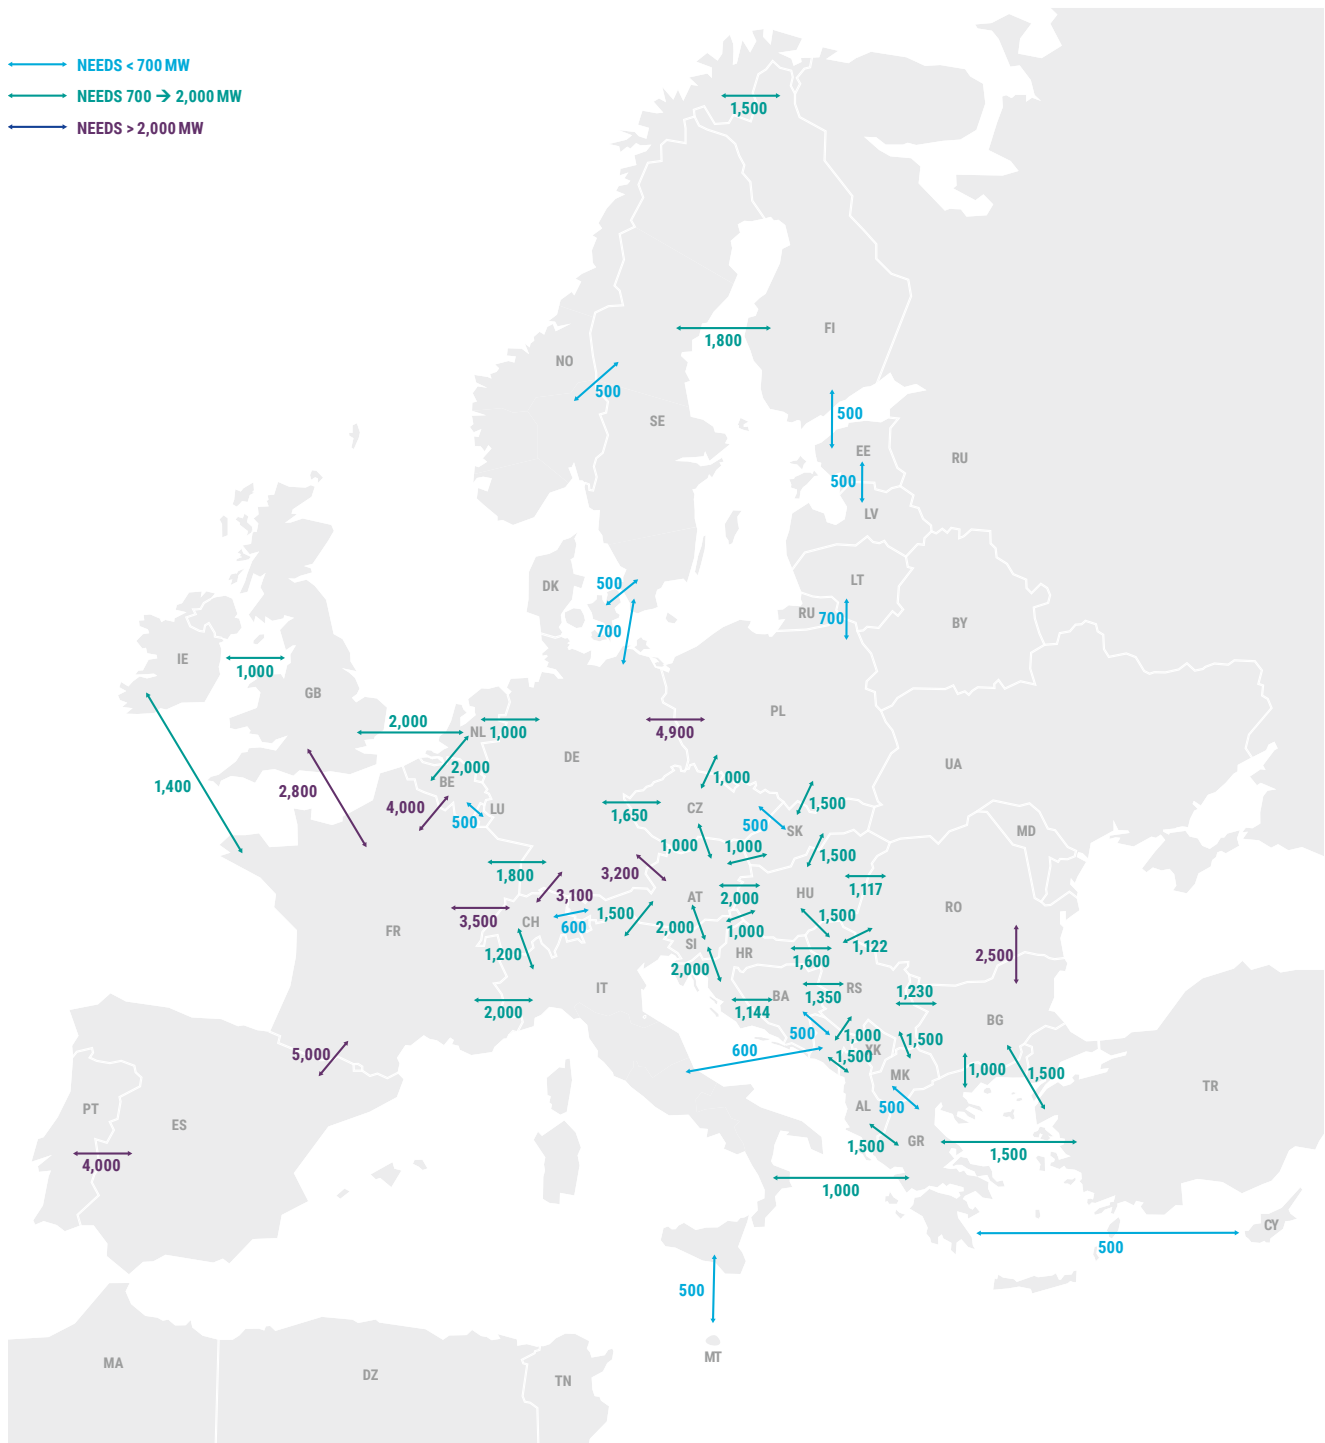 NEEDS < 700 MW
NEEDS 700 → 2,000 MW
NEEDS > 2,000 MW
1,500
FI
1,800
NO
500
SE
500
EE
RU
500
LV
DK
500
LT
RU
700
BY
700
IE
1,000
GB
PL
2,000
NL
1,000
4,900
DE
2,000
UA
1,000
BE
1,400
2,800
4,000
LU
500
1,500
CZ
1,650
500
SK
MD
1,000
1,000
1,500
1,800
3,200
1,117
3,100
AT
2,000
HU
RO
1,500
1,500
3,500
CH
600
2,000
1,000
FR
SI
HR
1,122
1,200
2,500
1,600
2,000
IT
BA
RS
1,350
1,230
2,000
1,144
BG
500
1,000
1,500
5,000
600
XK
1,500
1,000
1,500
MK
TR
PT
AL
500
ES
1,500
GR
1,500
4,000
1,000
CY
500
500
MT
MA
DZ
TN